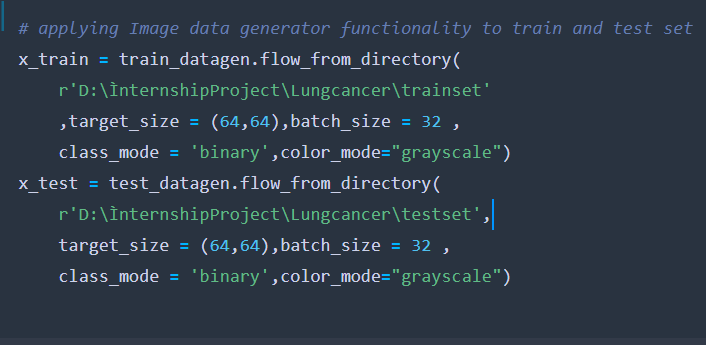 # applying Image data generator functionality to train and test set
x_train = train_datagen.flow_from_directory(
r'D:\ÌnternshipProject\Lungcancer\trainset'
,target_size = (64,64),batch_size = 32 ,
class_mode = 'binary',color_mode="grayscale")
x_test = test_datagen.flow_from_directory(
r'D:\ÌnternshipProject\Lungcancer\testset',
target_size = (64,64),batch_size = 32 ,
class_mode = 'binary',color_mode="grayscale")